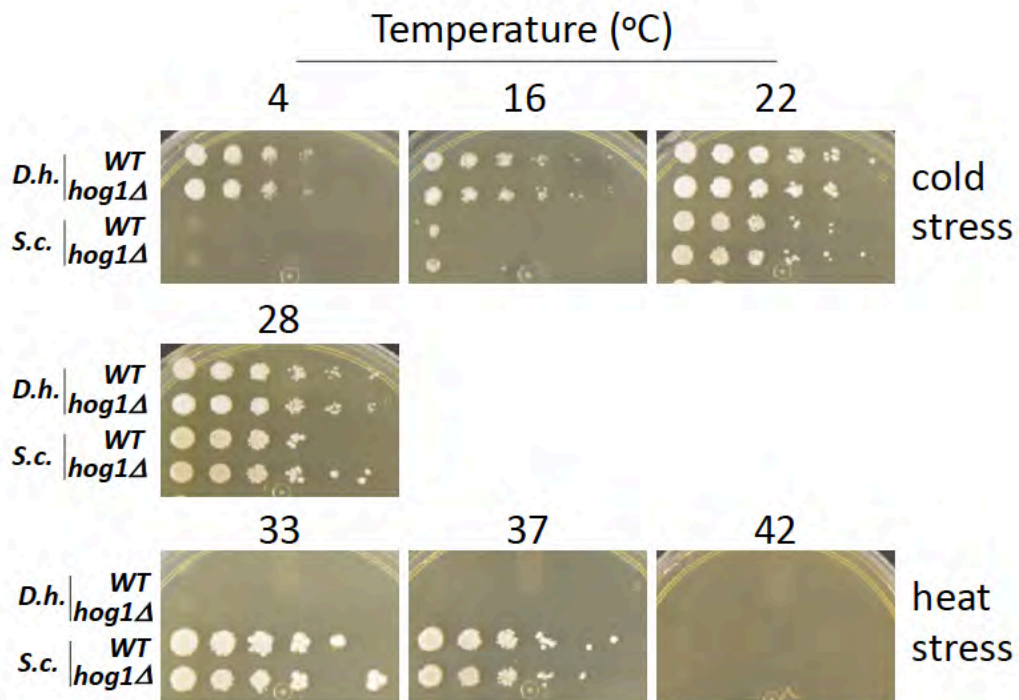 Temperature (°C)
4 16 22
D.h. WT
hog1Δ
S.c. WT
hog1Δ
cold
stress
28
D.h. WT
hog1Δ
S.c. WT
hog1Δ
33 37 42
D.h. WT
hog1Δ
S.c. WT
hog1Δ
heat
stress